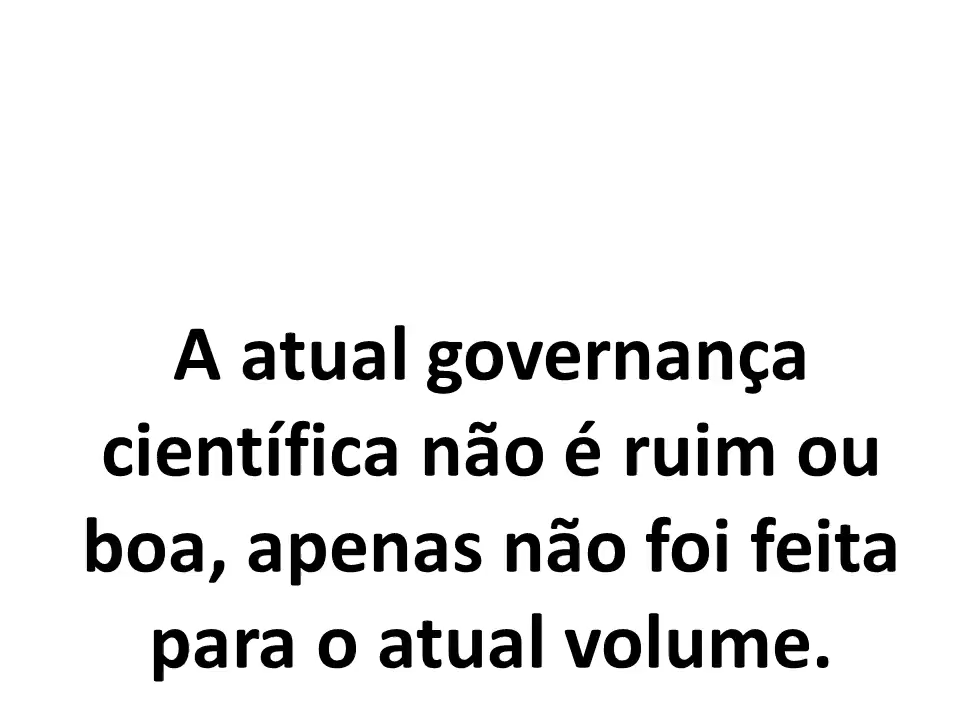 A atual governança
científica não é ruim ou
boa, apenas não foi feita
para o atual volume.